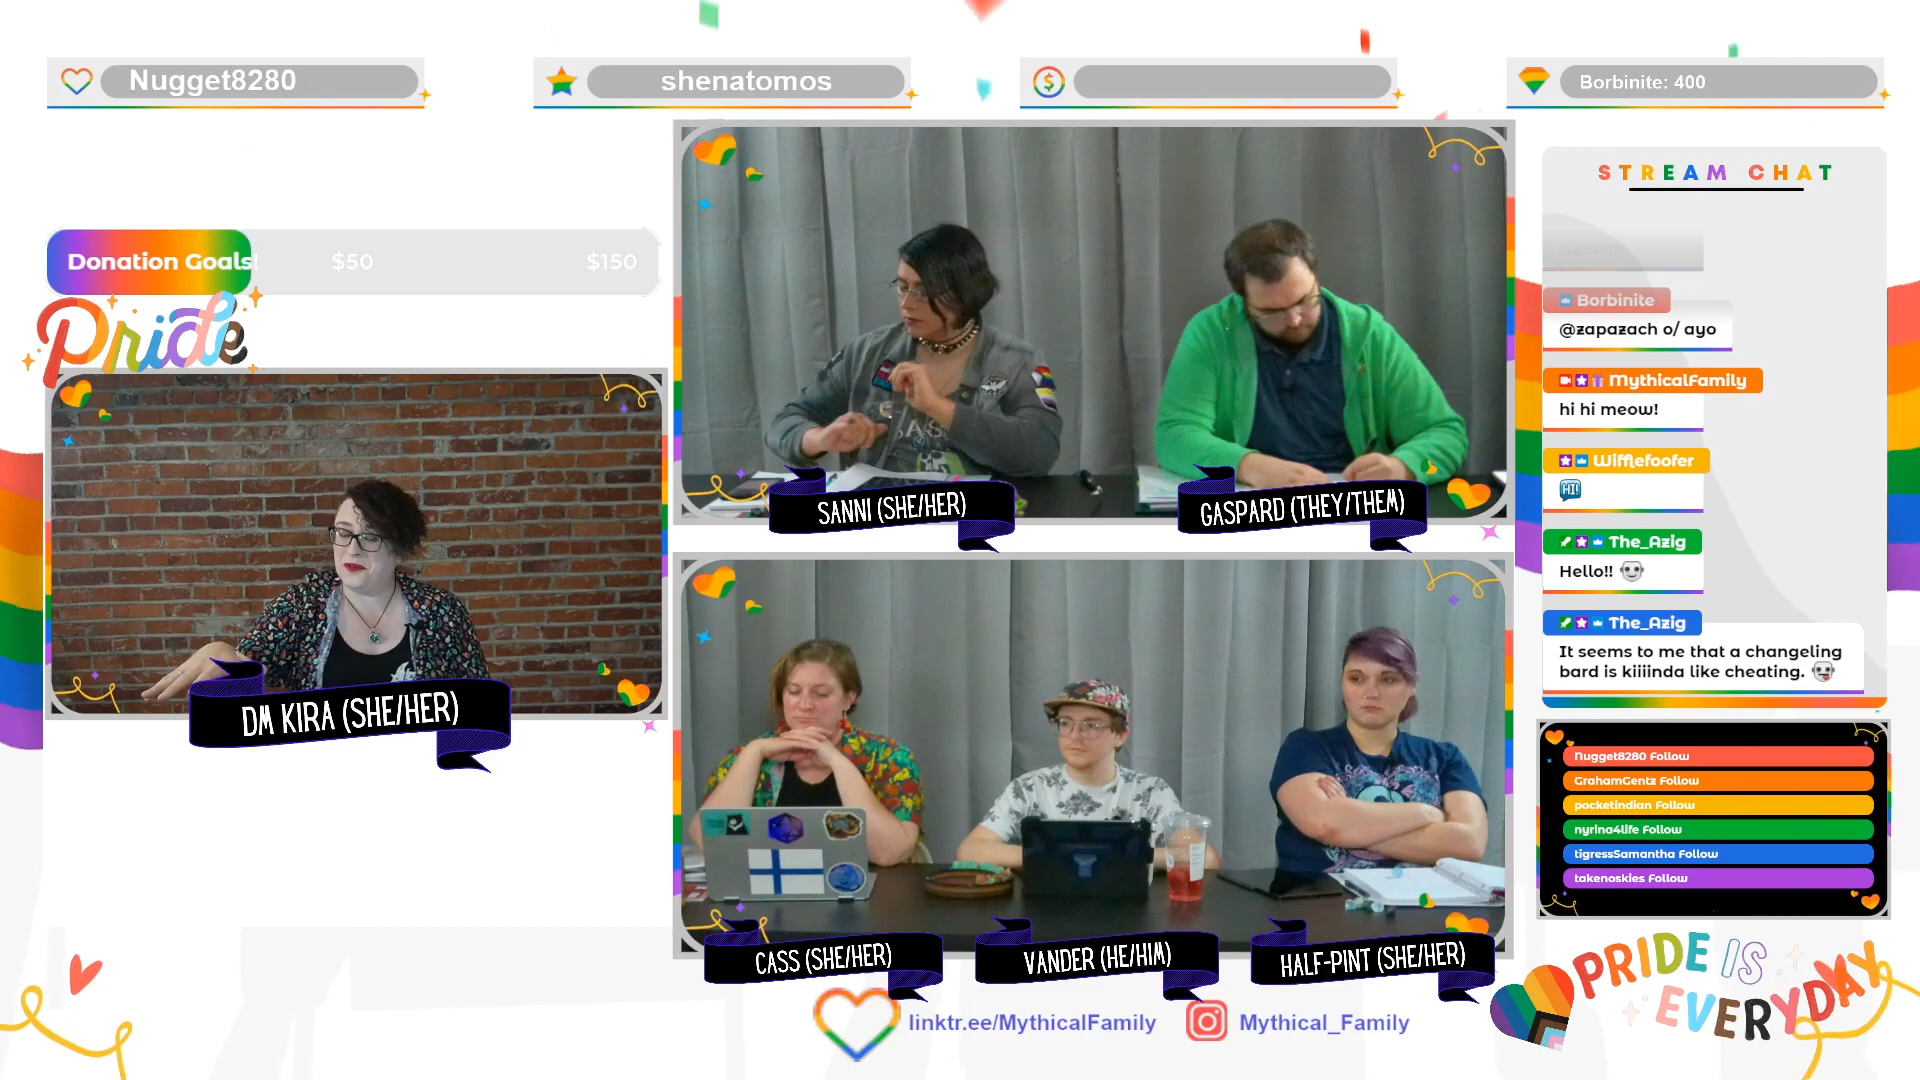 Nugget8280
shenatomos
Borbinite: 400
Donation Goals!
$50
$150
Pride
DM KIRA (SHE/HER)
SANNI (SHE/HER)
GASPARD (THEY/THEM)
CASS (SHE/HER)
VANDER (HE/HIM)
HALF-PINT (SHE/HER)
linktr.ee/MythicalFamily
Mythical_Family
STREAM CHAT
Borbinite
@zapazach o/ ayo
MythicalFamily
hi hi meow!
Wifflefoofer
HI!
The_Azig
Hello!!
The_Azig
It seems to me that a changeling
bard is kiiiinda like cheating.
Nugget8280 Follow
GrahamGentz Follow
pocketindian Follow
nyrina4life Follow
tigressSamantha Follow
takenoskies Follow
PRIDE IS
EVERYDAY